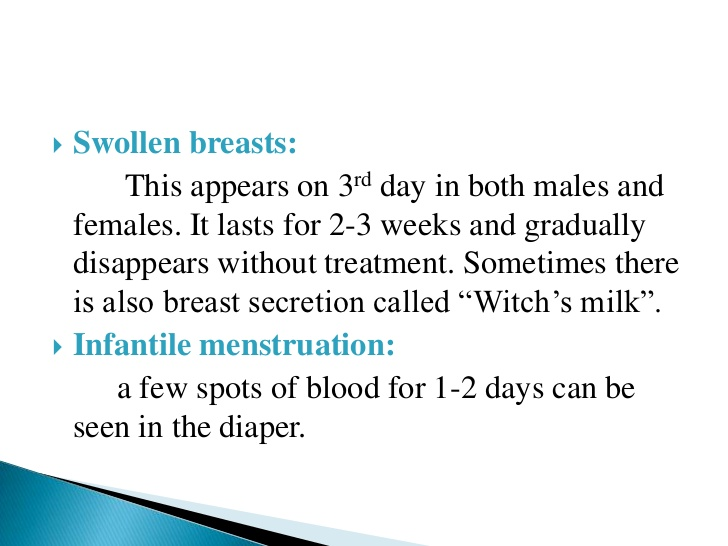 Swollen breasts:
This appears on 3rd day in both males and
females. It lasts for 2-3 weeks and gradually
disappears without treatment. Sometimes there
is also breast secretion called “Witch’s milk”.
Infantile menstruation:
a few spots of blood for 1-2 days can be
seen in the diaper.